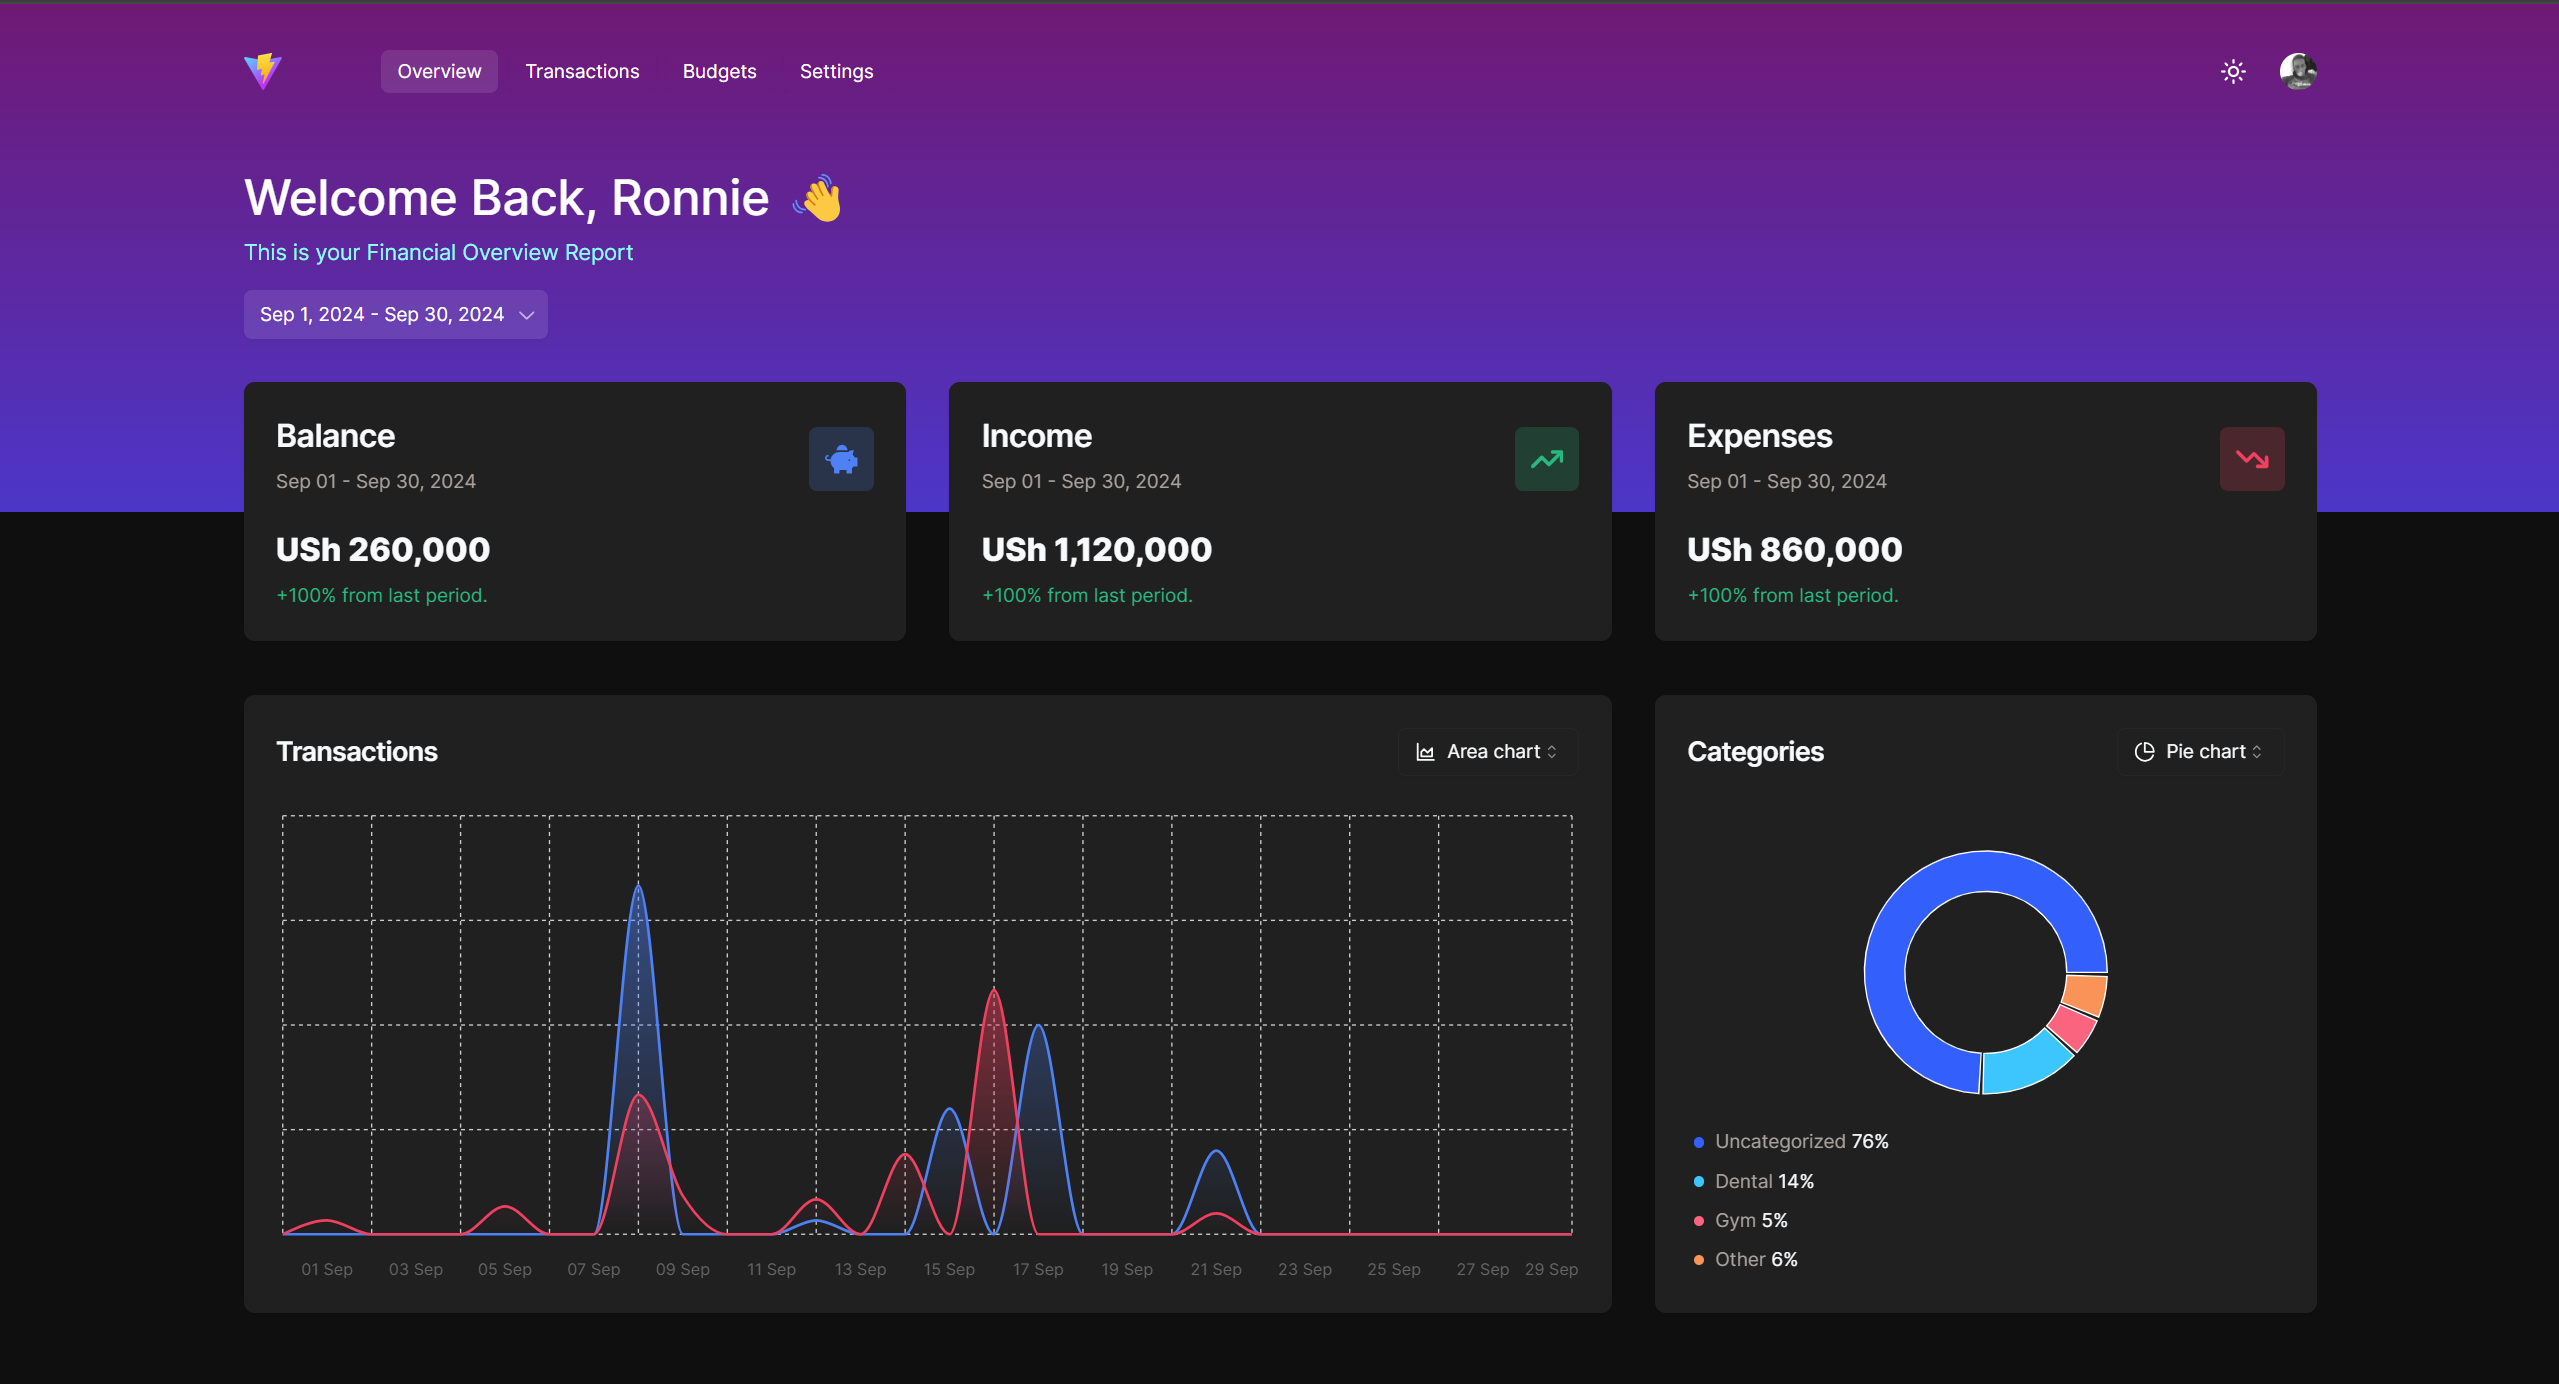 Overview Transactions Budgets Settings
Welcome Back, Ronnie 👋
This is your Financial Overview Report
Sep 1, 2024 - Sep 30, 2024
Balance
Sep 01 - Sep 30, 2024
USh 260,000
+100% from last period.
Income
Sep 01 - Sep 30, 2024
USh 1,120,000
+100% from last period.
Expenses
Sep 01 - Sep 30, 2024
USh 860,000
+100% from last period.
Transactions
Area chart
01 Sep 03 Sep 05 Sep 07 Sep 09 Sep 11 Sep 13 Sep 15 Sep 17 Sep 19 Sep 21 Sep 23 Sep 25 Sep 27 Sep 29 Sep
Categories
Pie chart
Uncategorized 76%
Dental 14%
Gym 5%
Other 6%